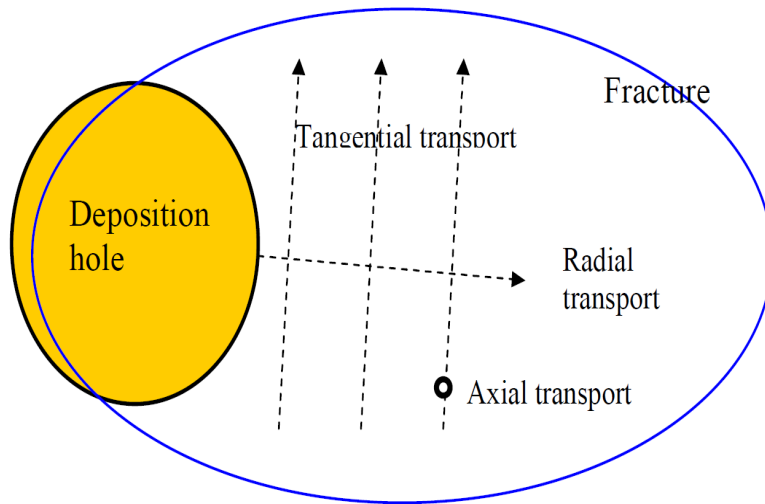 Fracture
Tangential transport
Deposition
hole
Radial
transport
Axial transport